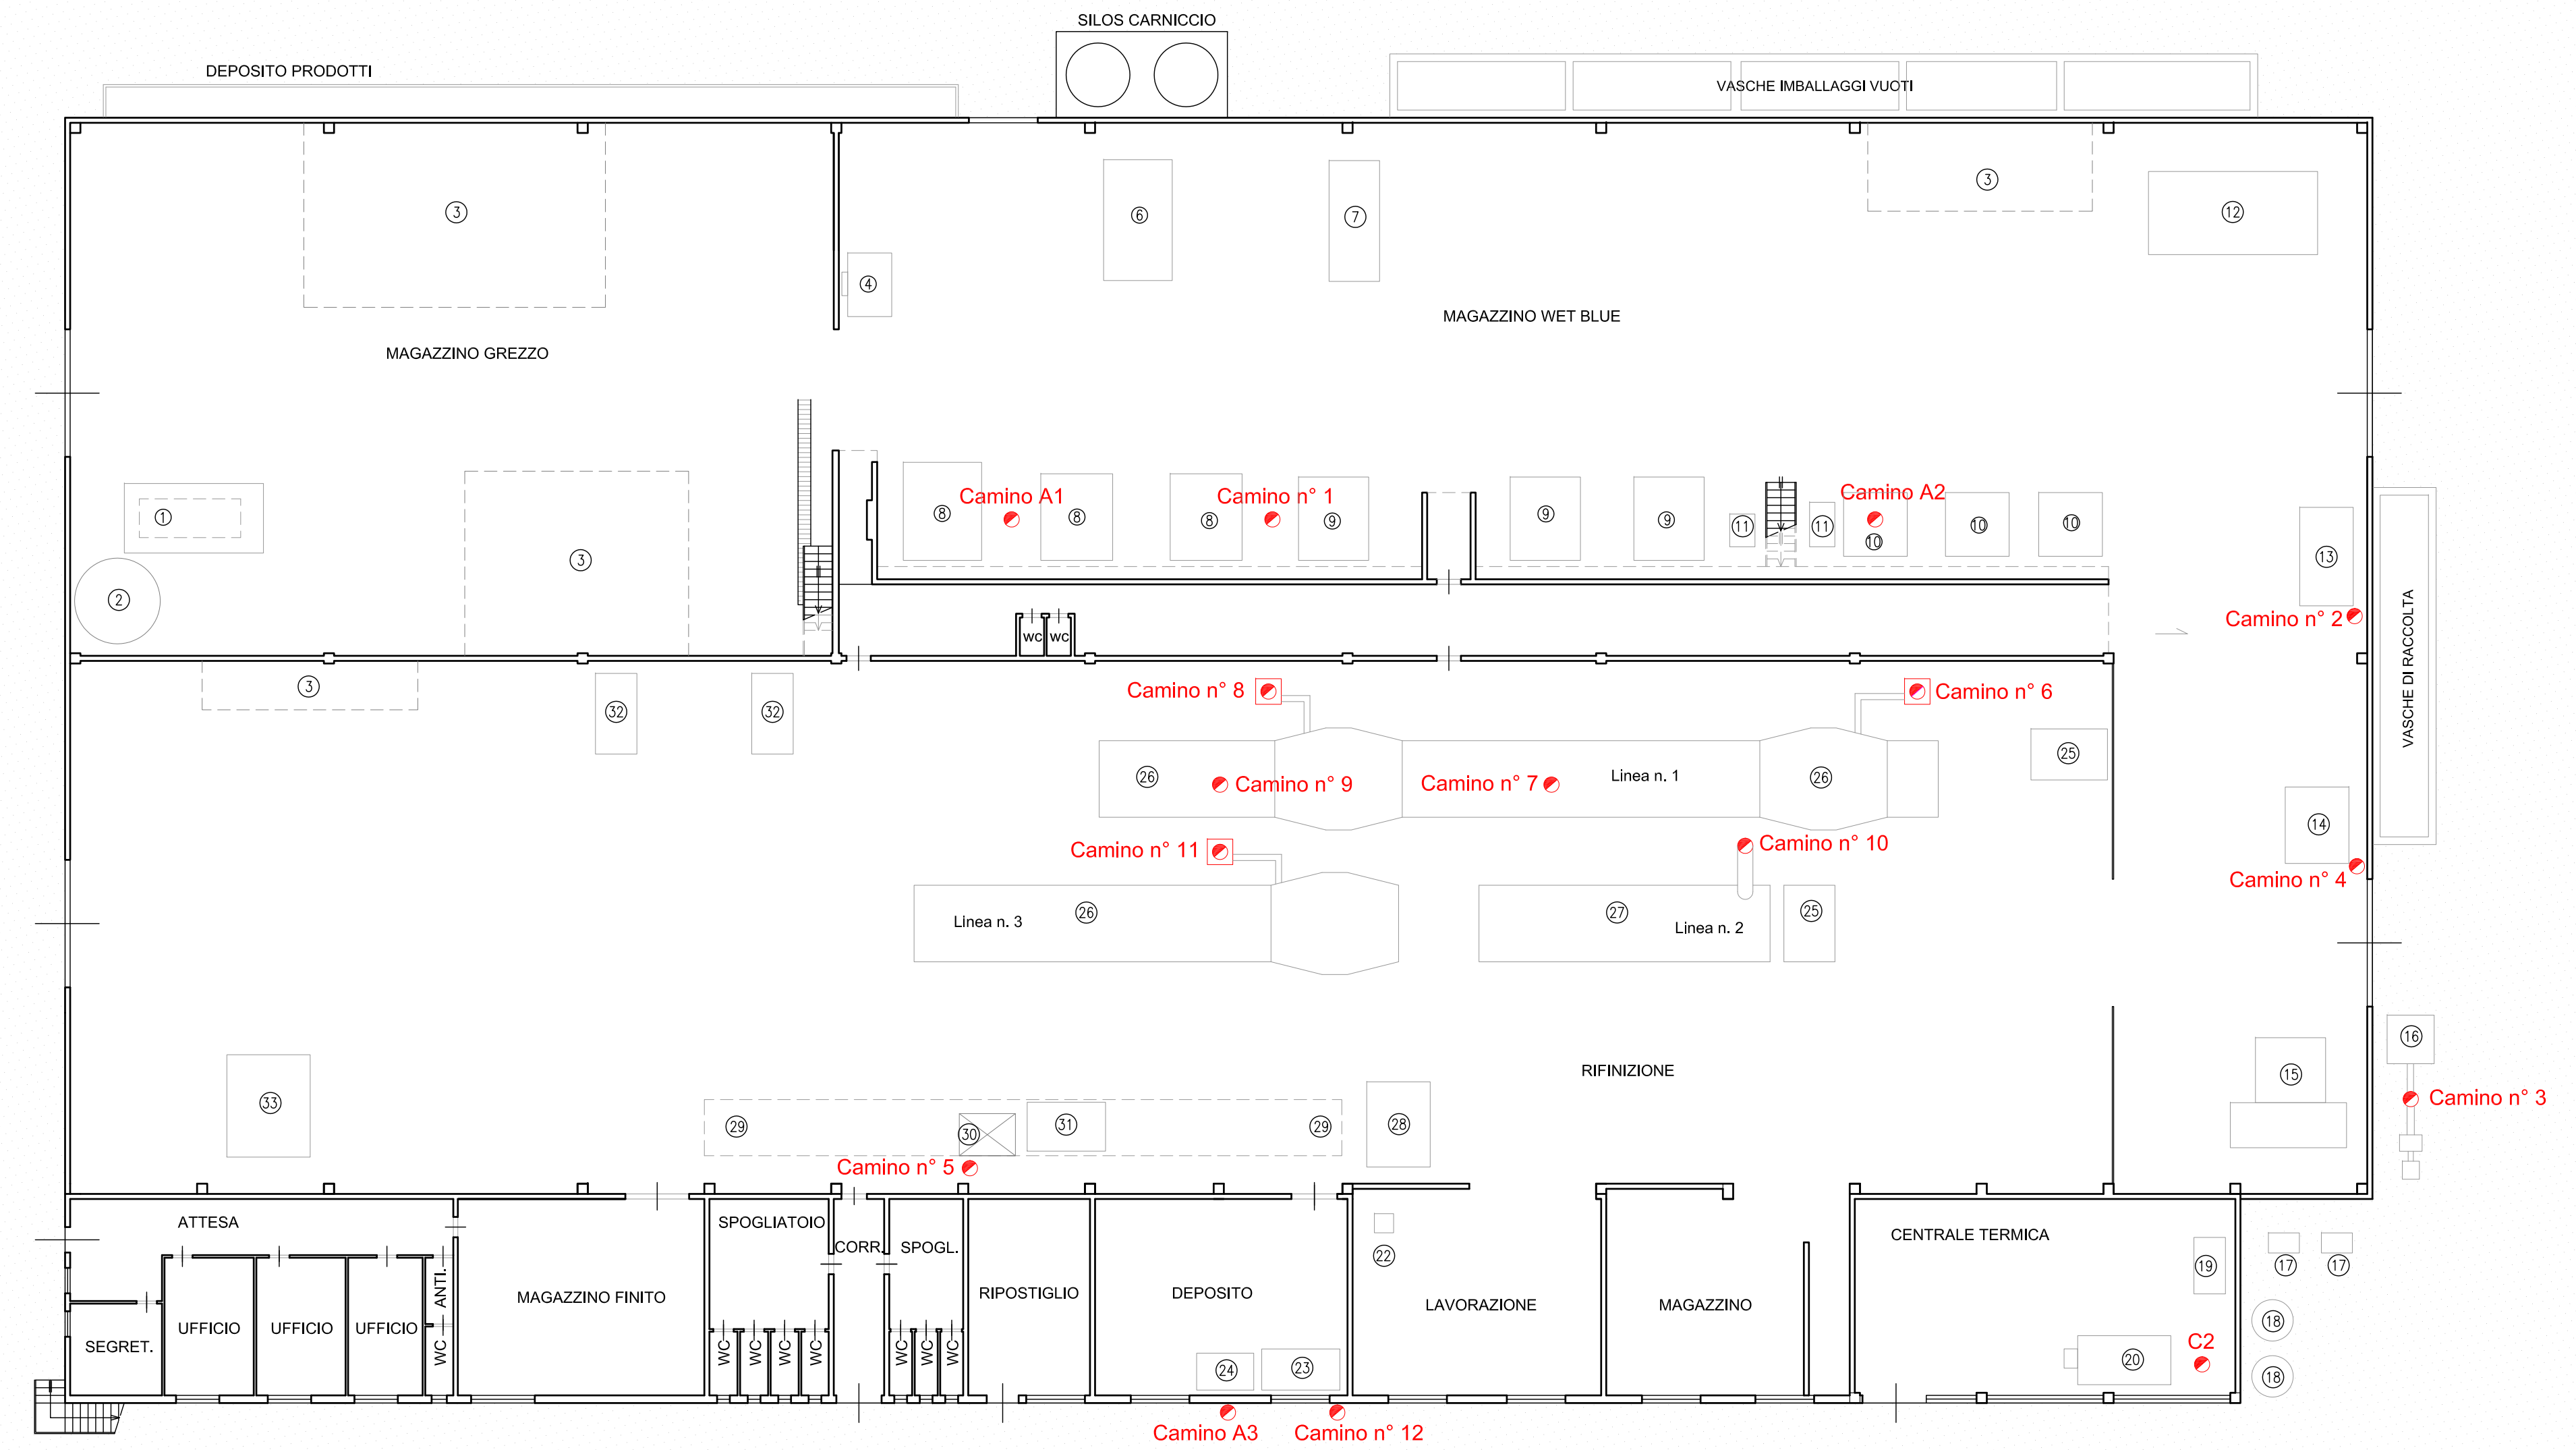 SILOS CARNICCIO
DEPOSITO PRODOTTI
VASCHE IMBALLAGGI VUOTI
3
3
12
6
7
4
MAGAZZINO WET BLUE
MAGAZZINO GREZZO
Camino A1
Camino n° 1
Camino A2
1
8
8
8
9
9
9
11
11
10
10
10
13
3
2
Camino n° 2
WC
WC
VASCHE DI RACCOLTA
3
32
32
Camino n° 8
Camino n° 6
25
26
Camino n° 9
Camino n° 7
Linea n. 1
26
14
Camino n° 11
Camino n° 10
Camino n° 4
Linea n. 3
26
27
Linea n. 2
25
16
RIFINIZIONE
15
33
Camino n° 3
29
30
31
29
28
Camino n° 5
ATTESA
SPOGLIATOIO
CORR.
SPOGL.
22
CENTRALE TERMICA
19
17
17
ANTI.
MAGAZZINO FINITO
RIPOSTIGLIO
DEPOSITO
LAVORAZIONE
MAGAZZINO
SEGRET.
UFFICIO
UFFICIO
UFFICIO
WC
WC
WC
WC
WC
WC
WC
WC
18
C2
24
23
20
18
Camino A3
Camino n° 12